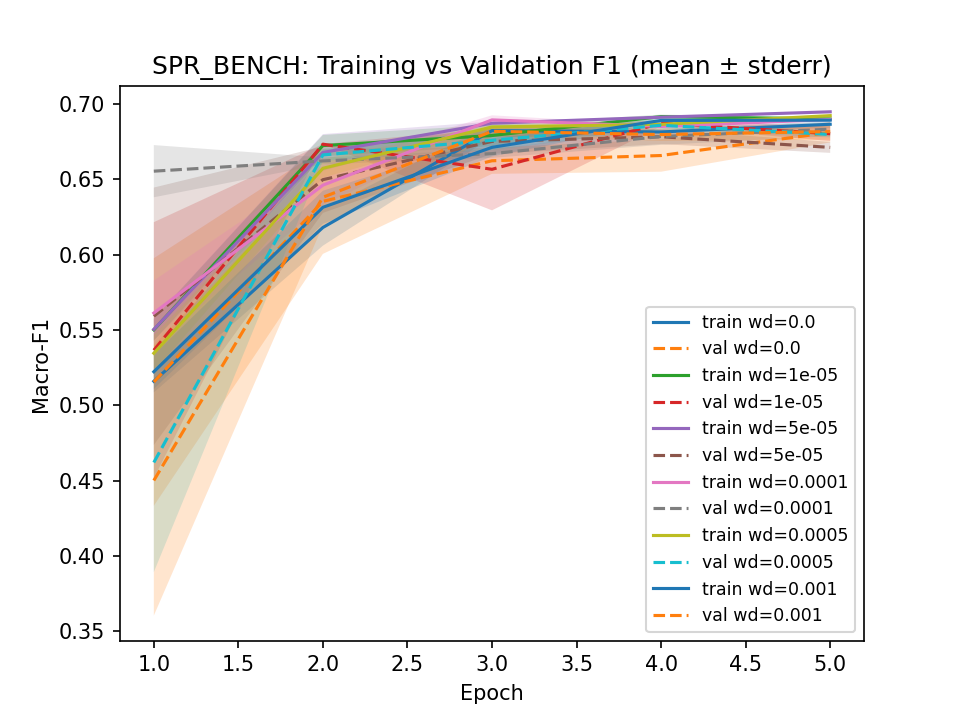 SPR_BENCH: Training vs Validation F1 (mean ± stderr)
Macro-F1
0.70
0.65
0.60
0.55
0.50
0.45
0.40
0.35
train wd=0.0
val wd=0.0
train wd=1e-05
val wd=1e-05
train wd=5e-05
val wd=5e-05
train wd=0.0001
val wd=0.0001
train wd=0.0005
val wd=0.0005
train wd=0.001
val wd=0.001
1.0 1.5 2.0 2.5 3.0 3.5 4.0 4.5 5.0
Epoch